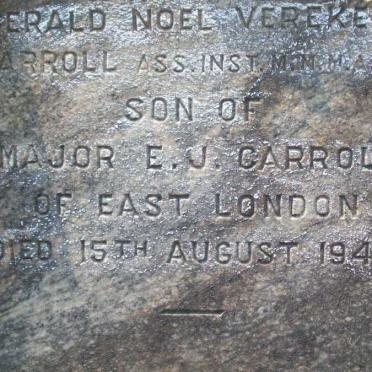 ERALD NOEL VEREKE
ARROLL ASS. INST. M.N.M.A
SON OF
MAJOR E. J. CARROL
OF EAST LONDON
DIED 15TH AUGUST 194